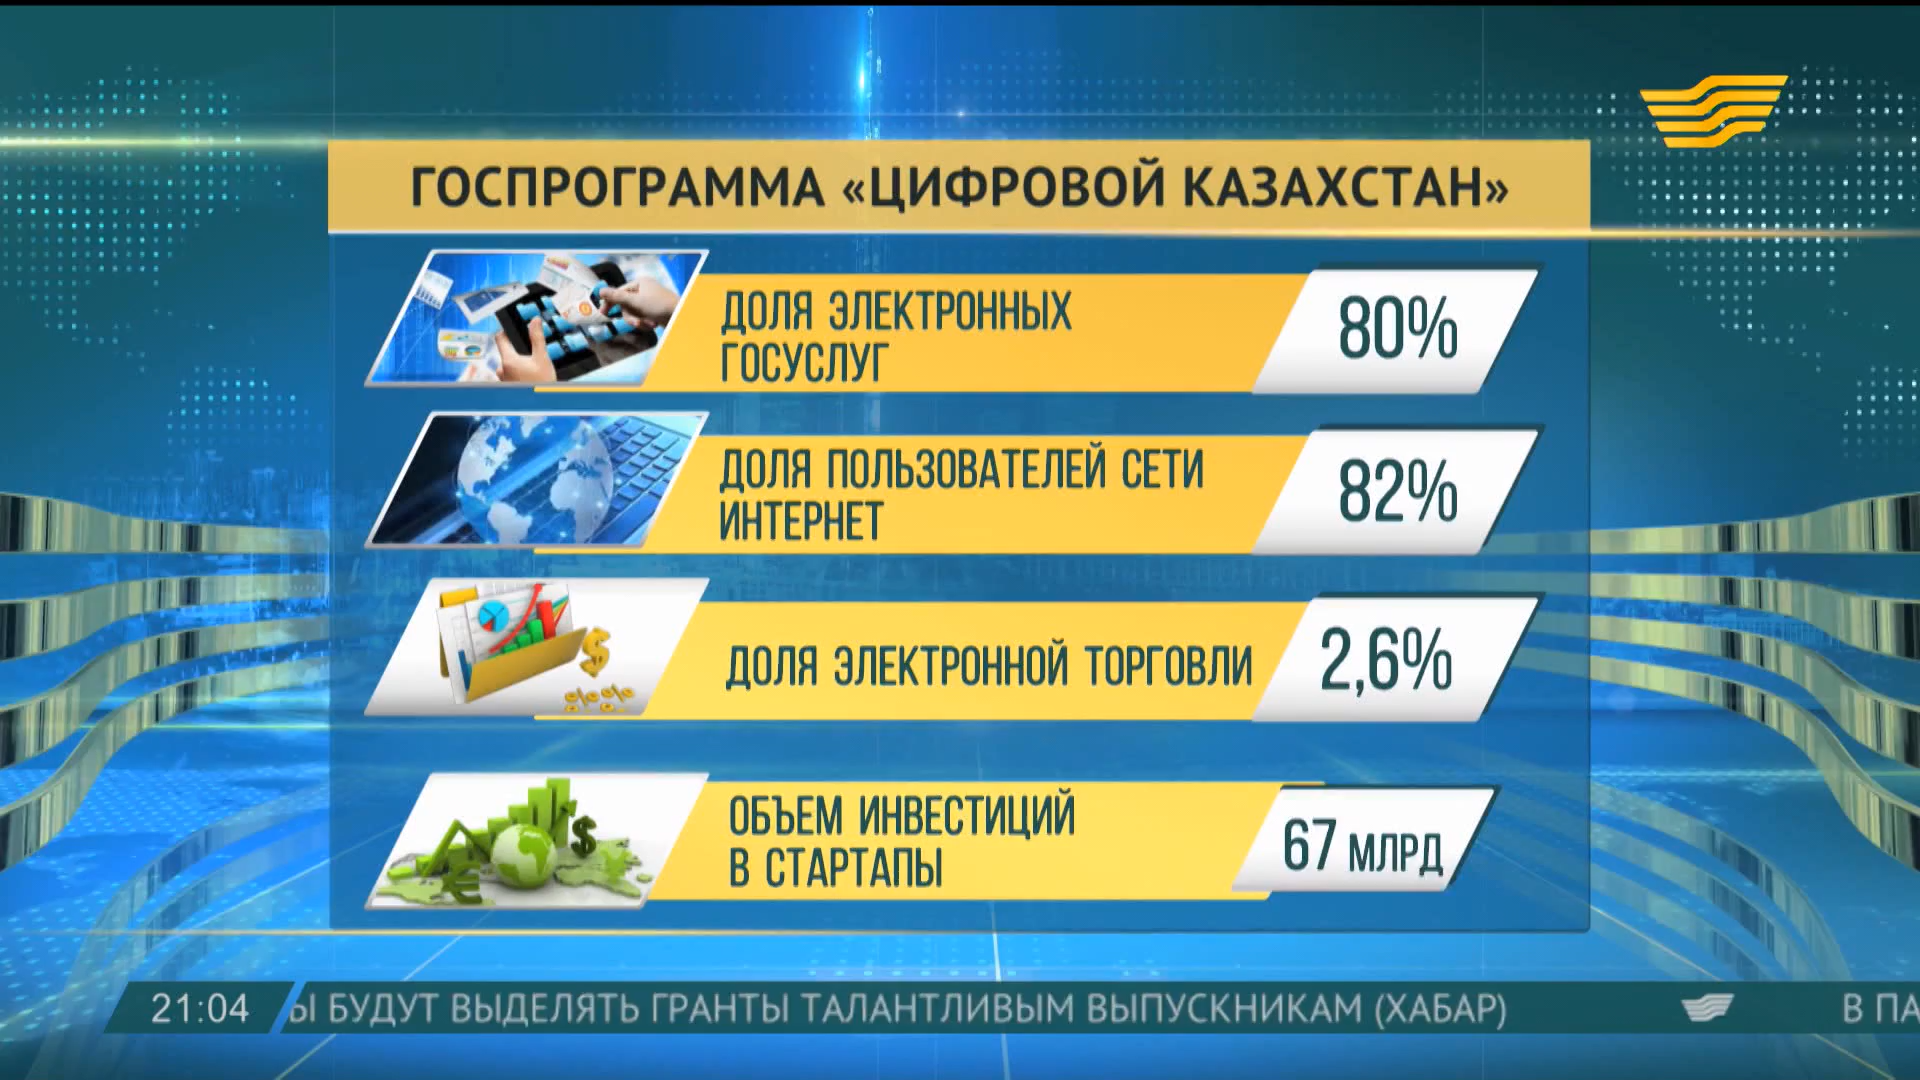 ГОСПРОГРАММА «ЦИФРОВОЙ КАЗАХСТАН»
ДОЛЯ ЭЛЕКТРОННЫХ
ГОСУСЛУГ
80%
ДОЛЯ ПОЛЬЗОВАТЕЛЕЙ СЕТИ
ИНТЕРНЕТ
82%
ДОЛЯ ЭЛЕКТРОННОЙ ТОРГОВЛИ
2,6%
ОБЪЕМ ИНВЕСТИЦИЙ
В СТАРТАПЫ
67 МЛРД
21:04 Ы БУДУТ ВЫДЕЛЯТЬ ГРАНТЫ ТАЛАНТЛИВЫМ ВЫПУСКНИКАМ (ХАБАР) В ПА